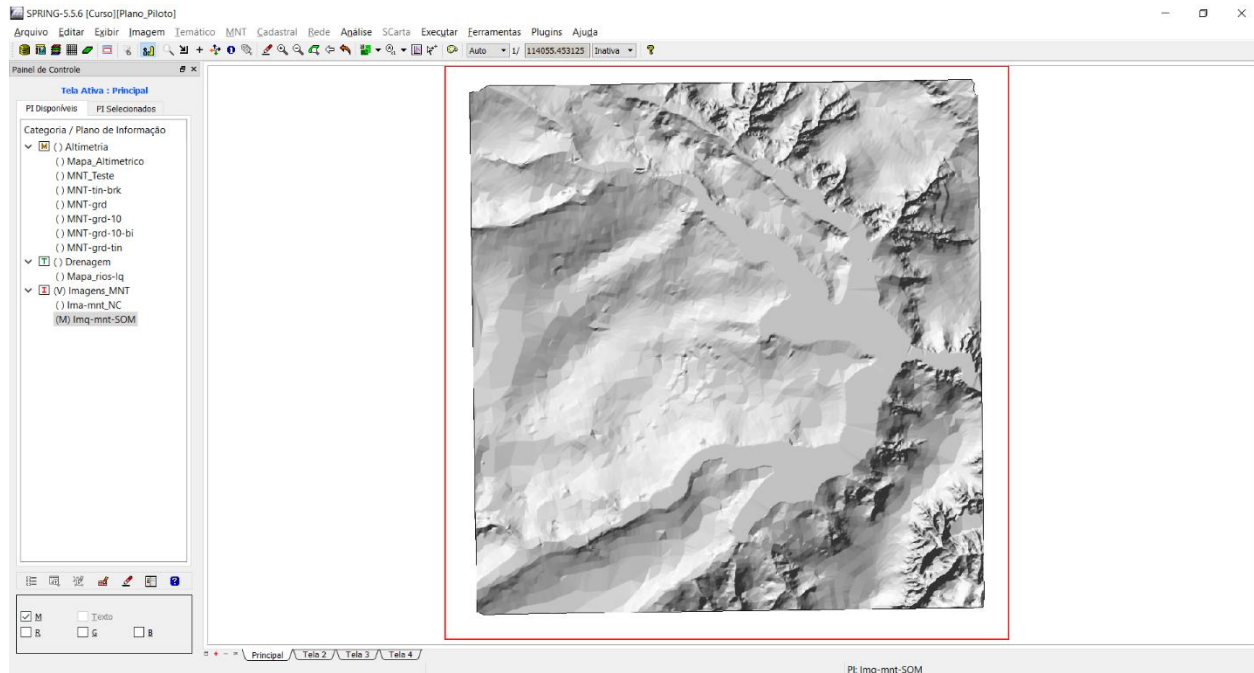 SPRING-5.5.6 [Curso][Plano_Piloto]
Arquivo Editar Exibir Imagem Temático MNT Cadastral Rede Análise SCarta Executar Ferramentas Plugins Ajuda
Auto 1/ 114055.453125 Inativa
Painel de Controle
Tela Ativa : Principal
PI Disponíveis PI Selecionados
Categoria / Plano de Informação
M () Altimetria
() Mapa_Altimetrico
() MNT_Teste
() MNT-tin-brk
() MNT-grd
() MNT-grd-10
() MNT-grd-10-bi
() MNT-grd-tin
T () Drenagem
() Mapa_rios-lq
I (V) Imagens_MNT
() Ima-mnt_NC
(M) Imq-mnt-SOM
M Texto
R G B
Principal Tela 2 Tela 3 Tela 4
PI: Imq-mnt-SOM